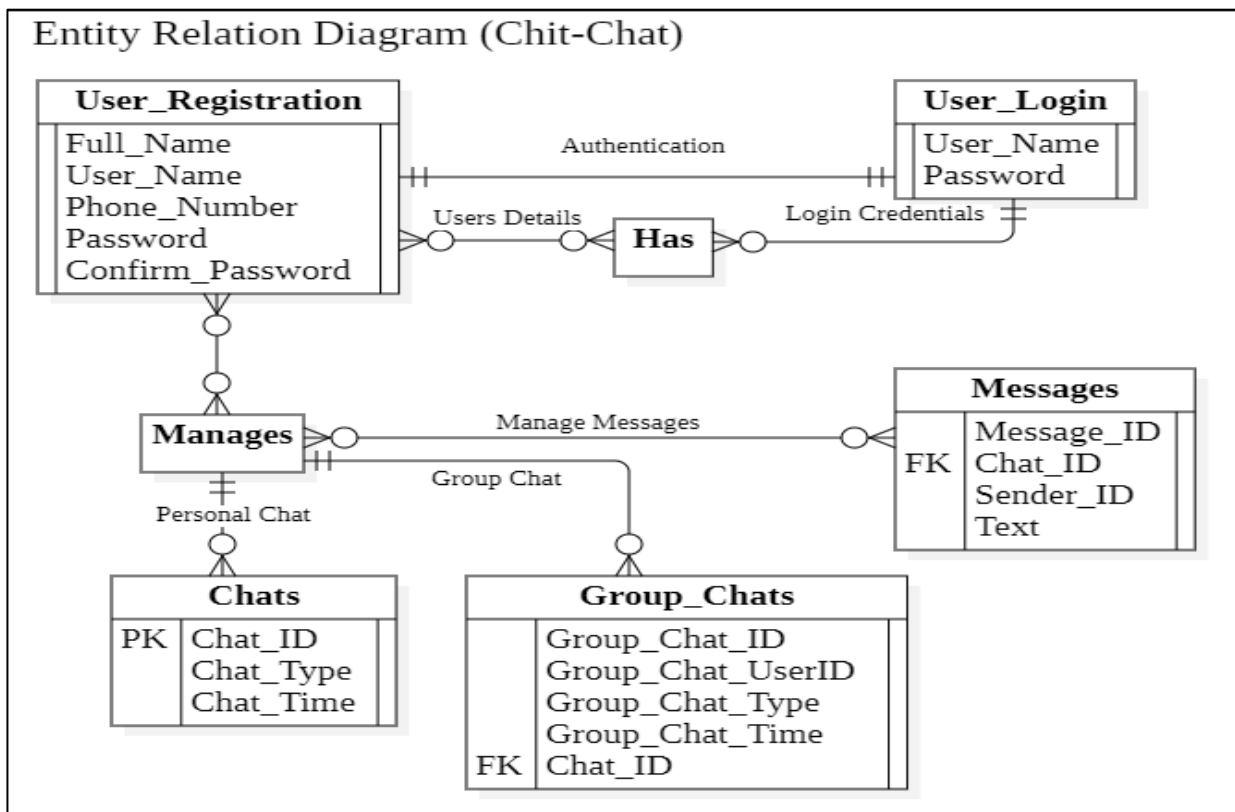 Entity Relation Diagram (Chit-Chat)
User_Registration
Full_Name
User_Name
Phone_Number
Password
Confirm_Password
Authentication
User_Login
User_Name
Password
Users Details
Has
Login Credentials
Manages
Manage Messages
Group Chat
Personal Chat
Messages
Message_ID
FK Chat_ID
Sender_ID
Text
Chats
PK Chat_ID
Chat_Type
Chat_Time
Group_Chats
Group_Chat_ID
Group_Chat_UserID
Group_Chat_Type
Group_Chat_Time
FK Chat_ID